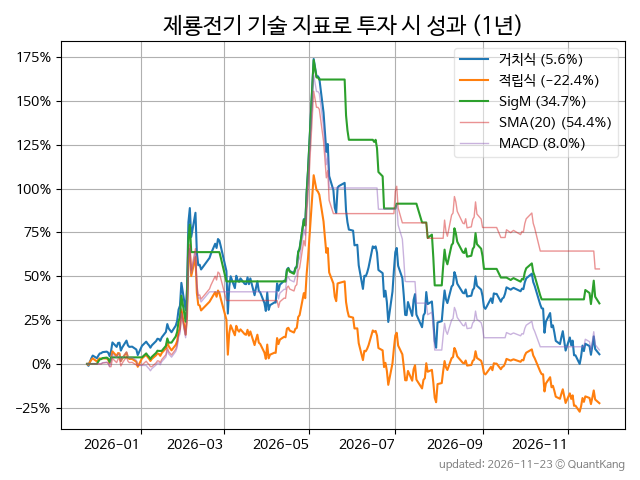 제룡전기 기술 지표로 투자 시 성과 (1년)
175%
150%
125%
100%
75%
50%
25%
0%
−25%
거치식 (5.6%)
적립식 (−22.4%)
SigM (34.7%)
SMA(20) (54.4%)
MACD (8.0%)
2026-01
2026-03
2026-05
2026-07
2026-09
2026-11
updated: 2026-11-23 ⓒ QuantKang